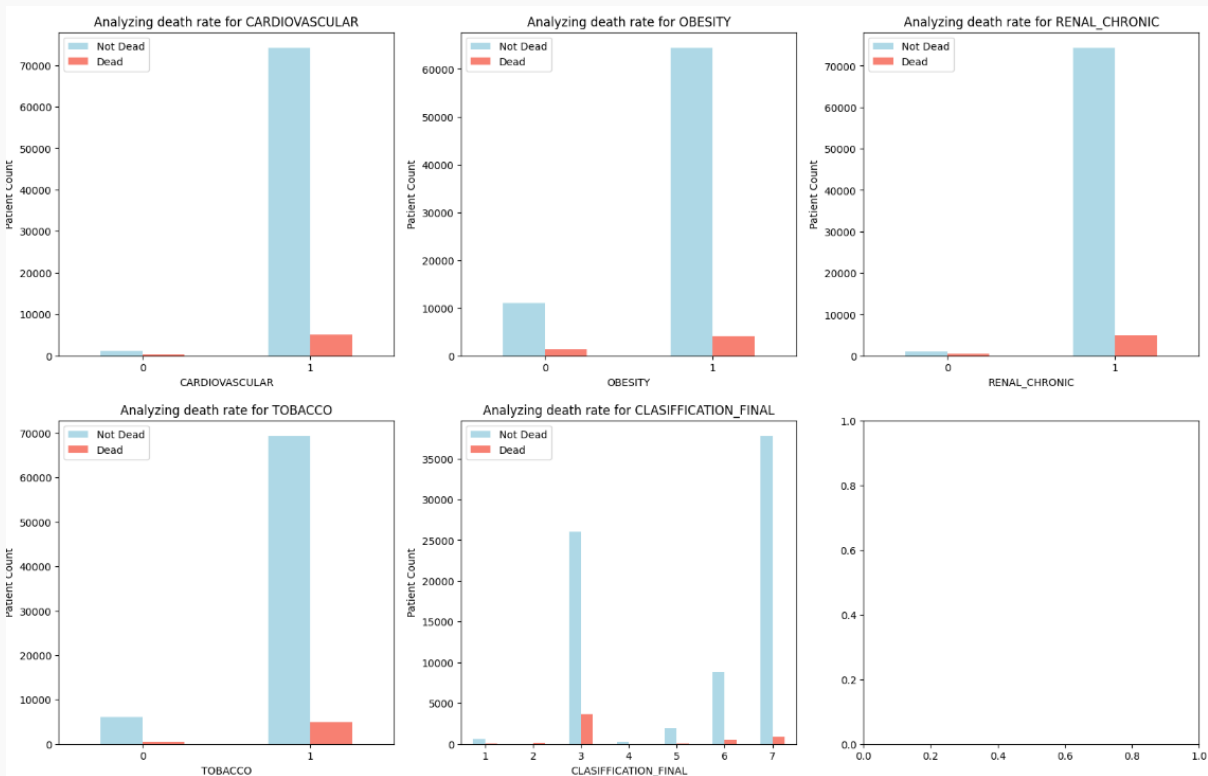 Analyzing death rate for CARDIOVASCULAR
Not Dead
Dead
70000
60000
50000
40000
30000
20000
10000
0
Patient Count
0 1
CARDIOVASCULAR
Analyzing death rate for OBESITY
Not Dead
Dead
60000
50000
40000
30000
20000
10000
0
Patient Count
0 1
OBESITY
Analyzing death rate for RENAL_CHRONIC
Not Dead
Dead
70000
60000
50000
40000
30000
20000
10000
0
Patient Count
0 1
RENAL_CHRONIC
Analyzing death rate for TOBACCO
Not Dead
Dead
70000
60000
50000
40000
30000
20000
10000
0
Patient Count
0 1
TOBACCO
Analyzing death rate for CLASIFFICATION_FINAL
Not Dead
Dead
35000
30000
25000
20000
15000
10000
5000
0
Patient Count
1 2 3 4 5 6 7
CLASIFFICATION_FINAL
1.0
0.8
0.6
0.4
0.2
0.0
0.0 0.2 0.4 0.6 0.8 1.0